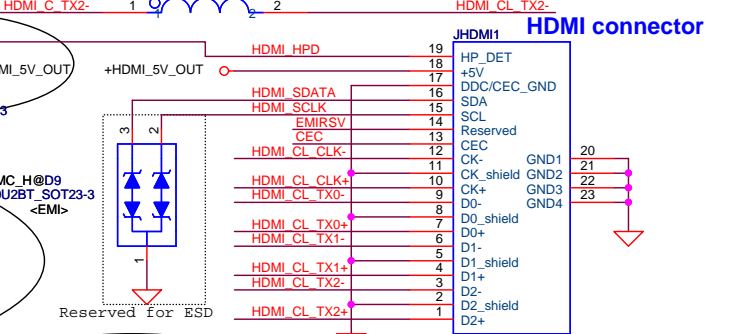 HDMI_C_TX2- 1 1 2 2 HDMI_CL_TX2-
HDMI connector
JHDMI1
HDMI_HPD 19 HP_DET
MI_5V_OUT +HDMI_5V_OUT 18 +5V
17 DDC/CEC_GND
HDMI_SDATA 16 SDA
HDMI_SCLK 15 SCL
3
EMIRSV 14 Reserved
3 2
CEC 13 CEC
HDMI_CL_CLK- 12 CK- GND1 20
11 CK_shield GND2 21
MC_H@D9
HDMI_CL_CLK+ 10 CK+ GND3 22
0U2BT_SOT23-3
HDMI_CL_TX0- 9 D0- GND4 23
<EMI>
8 D0_shield
HDMI_CL_TX0+ 7 D0+
HDMI_CL_TX1- 6 D1-
1
5 D1_shield
HDMI_CL_TX1+ 4 D1+
HDMI_CL_TX2- 3 D2-
2 D2_shield
Reserved for ESD
HDMI_CL_TX2+ 1 D2+